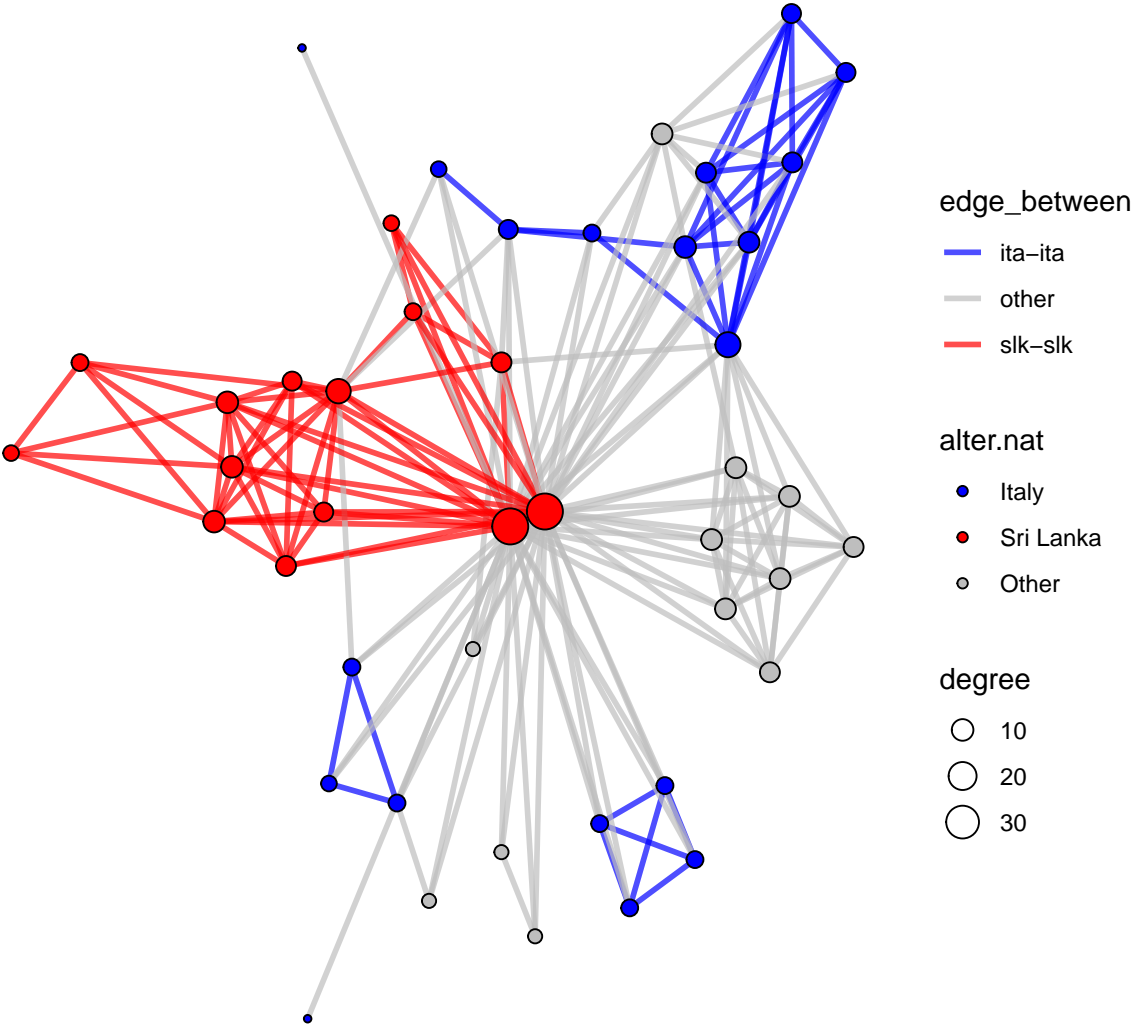 edge_between
ita−ita
other
slk−slk
alter.nat
Italy
Sri Lanka
Other
degree
10
20
30